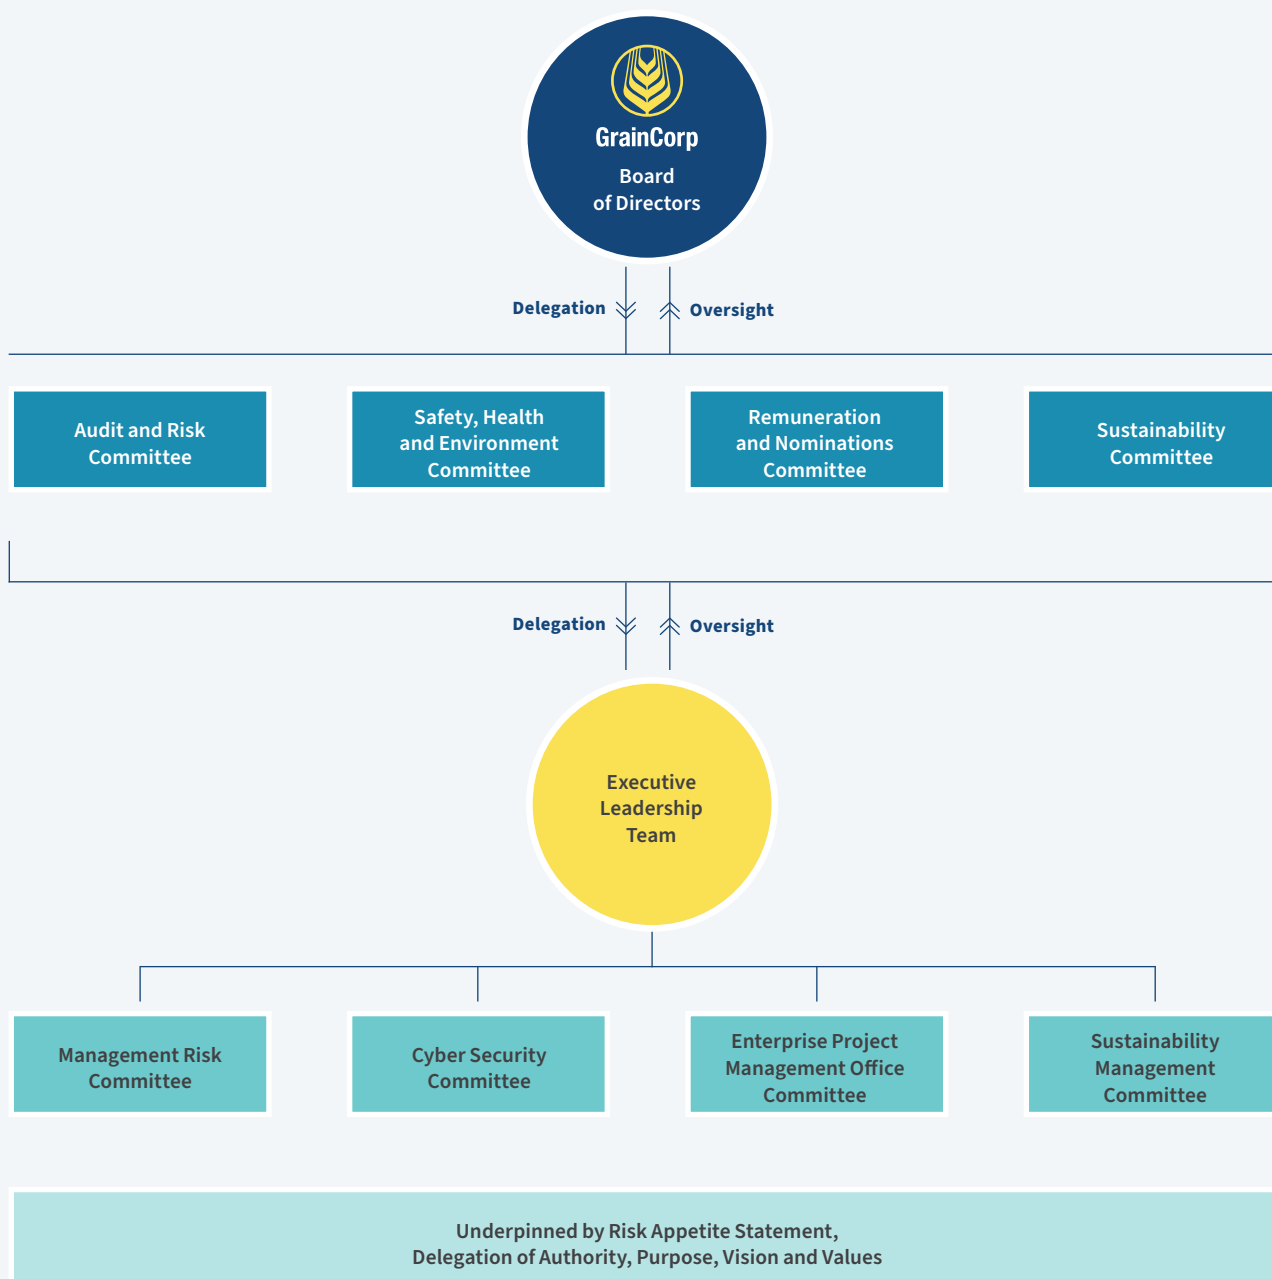 GrainCorp
Board
of Directors
Delegation
Oversight
Audit and Risk
Committee
Safety, Health
and Environment
Committee
Remuneration
and Nominations
Committee
Sustainability
Committee
Delegation
Oversight
Executive
Leadership
Team
Management Risk
Committee
Cyber Security
Committee
Enterprise Project
Management Office
Committee
Sustainability
Management
Committee
Underpinned by Risk Appetite Statement,
Delegation of Authority, Purpose, Vision and Values